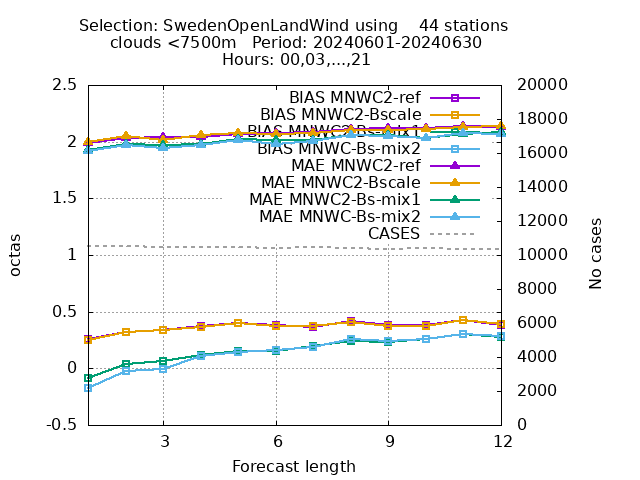 Selection: SwedenOpenLandWind using 44 stations
clouds <7500m Period: 20240601-20240630
Hours: 00,03,...,21
2.5
2
1.5
1
0.5
0
-0.5
20000
18000
16000
14000
12000
10000
8000
6000
4000
2000
0
BIAS MNWC2-ref
BIAS MNWC2-Bscale
BIAS MNWC2-Bs-mix1
BIAS MNWC-Bs-mix2
MAE MNWC2-ref
MAE MNWC2-Bscale
MAE MNWC2-Bs-mix1
MAE MNWC-Bs-mix2
CASES
octas
No cases
3 6 9 12
Forecast length